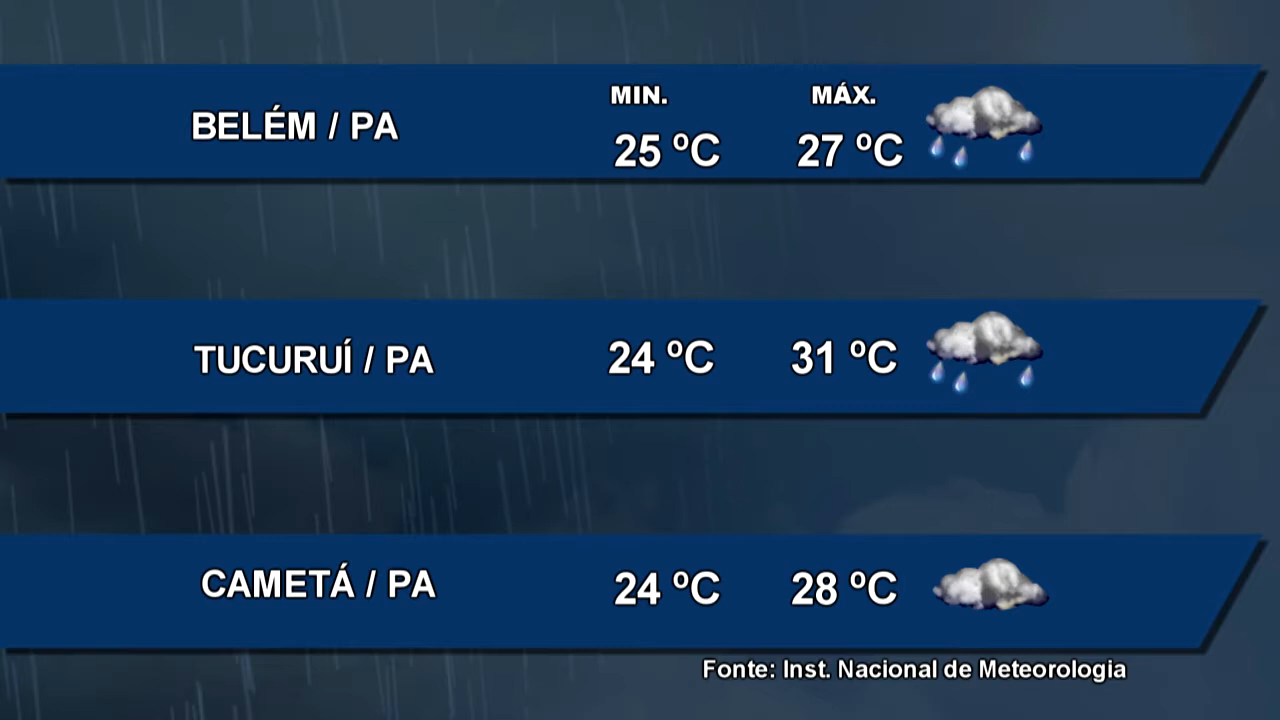 MIN. MÁX.
BELÉM / PA 25 ºC 27 ºC
TUCURUÍ / PA 24 ºC 31 ºC
CAMETÁ / PA 24 ºC 28 ºC
Fonte: Inst. Nacional de Meteorologia